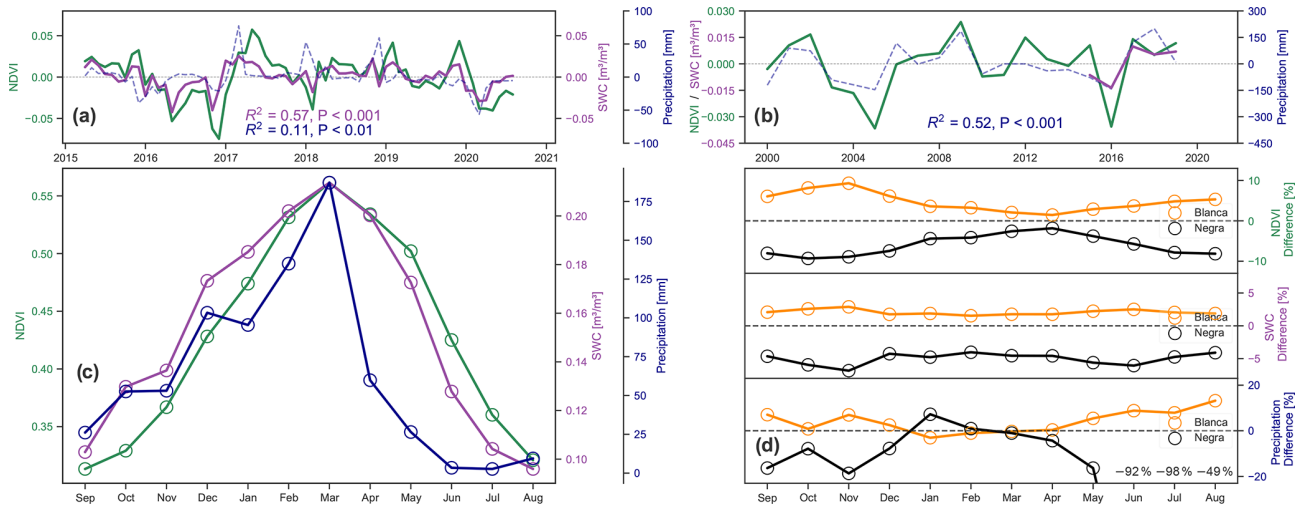 0.05
0.00
−0.05
NDVI
(a)
R² = 0.57, P < 0.001
R² = 0.11, P < 0.01
0.05
0.00
−0.05
SWC [m³/m³]
100
50
0
−50
−100
Precipitation [mm]
2015 2016 2017 2018 2019 2020 2021
0.030
0.015
0.000
−0.015
−0.030
−0.045
NDVI / SWC [m³/m³]
(b)
R² = 0.52, P < 0.001
300
150
0
−150
−300
−450
Precipitation [mm]
2000 2004 2008 2012 2016 2020
0.55
0.50
0.45
0.40
0.35
NDVI
(c)
0.20
0.18
0.16
0.14
0.12
0.10
SWC [m³/m³]
175
150
125
100
75
50
25
0
Precipitation [mm]
Sep Oct Nov Dec Jan Feb Mar Apr May Jun Jul Aug
Blanca
Negra
10
0
−10
NDVI
Difference [%]
Blanca
Negra
5
0
−5
SWC
Difference [%]
Blanca
Negra
(d)
−92% −98% −49%
20
0
−20
Precipitation
Difference [%]
Sep Oct Nov Dec Jan Feb Mar Apr May Jun Jul Aug